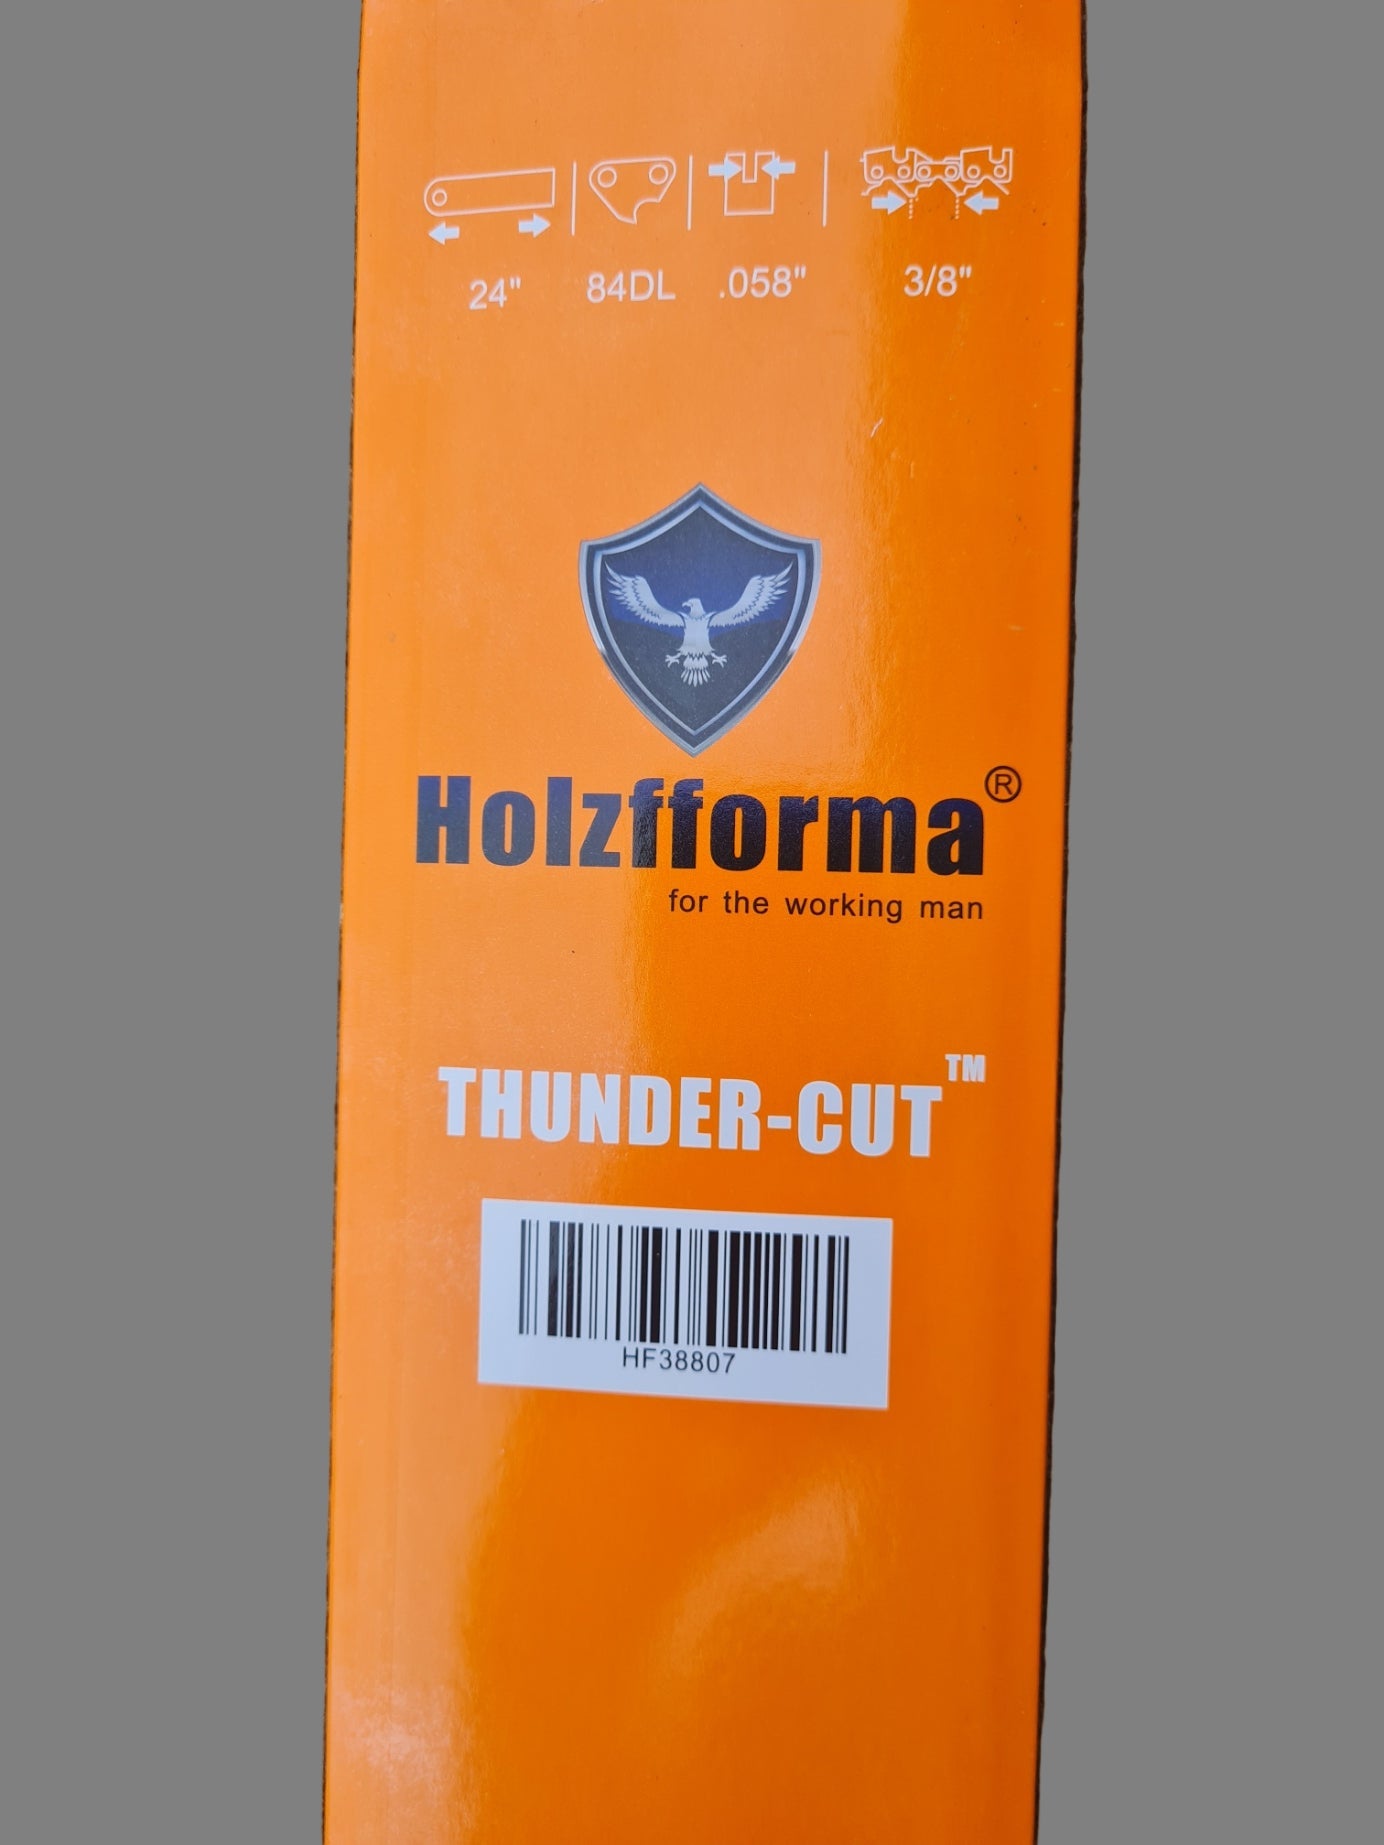 24" 84DL .058" 3/8"
Holzfforma®
for the working man
THUNDER-CUT™
HF38807